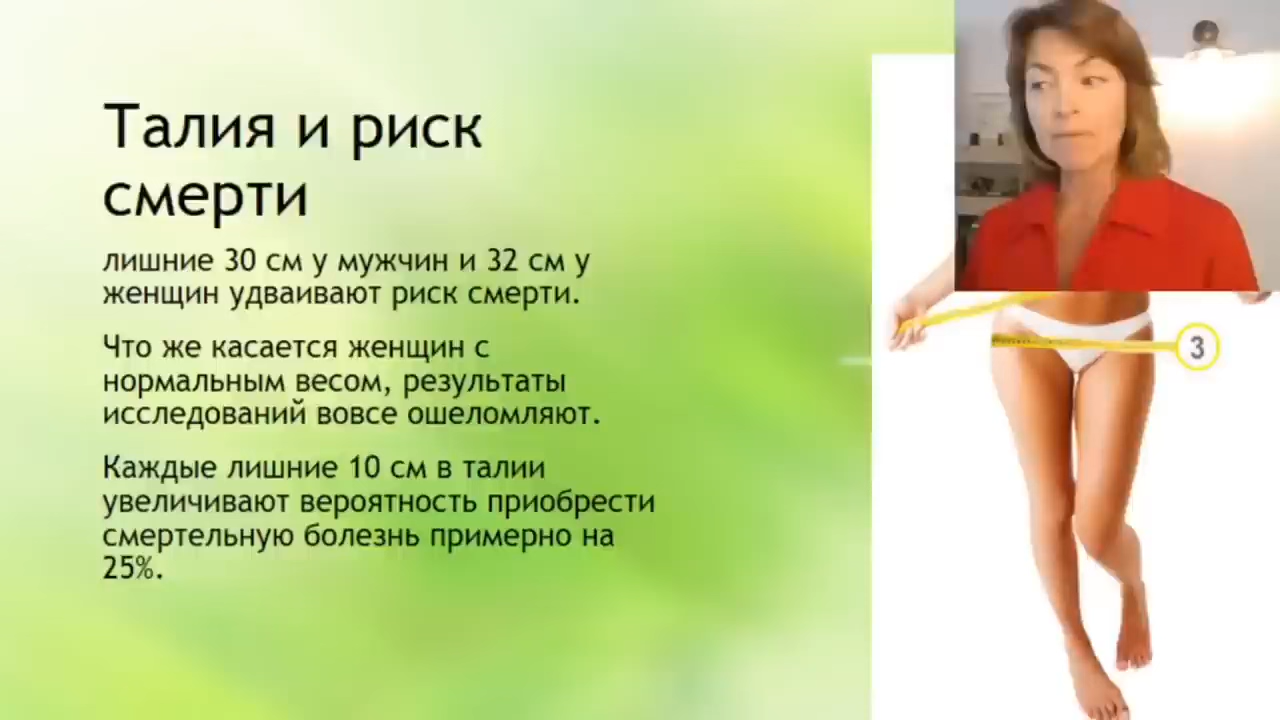 Талия и риск
смерти
лишние 30 см у мужчин и 32 см у
женщин удваивают риск смерти.
Что же касается женщин с
нормальным весом, результаты
исследований вовсе ошеломляют.
Каждые лишние 10 см в талии
увеличивают вероятность приобрести
смертельную болезнь примерно на
25%.
3